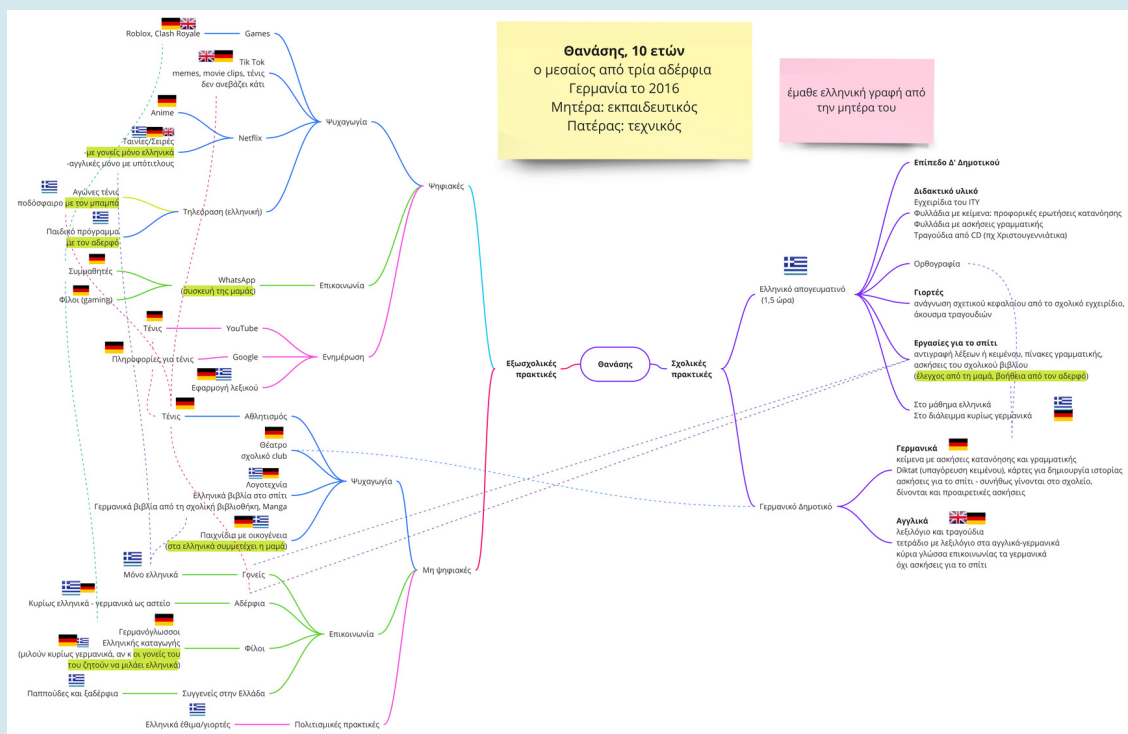 Θανάσης, 10 ετών
ο μεσαίος από τρία αδέρφια
Γερμανία το 2016
Μητέρα: εκπαιδευτικός
Πατέρας: τεχνικός
έμαθε ελληνική γραφή από
την μητέρα του
Θανάσης
Εξωσχολικές
πρακτικές
Ψηφιακές
Ψυχαγωγία
Games
Roblox, Clash Royale
Tik Tok
memes, movie clips, τένις
δεν ανεβάζει κάτι
Netflix
Anime
Ταινίες/Σειρές
-με γονείς μόνο ελληνικά
-αγγλικές μόνο με υπότιτλους
Τηλεόραση (ελληνική)
Αγώνες τένις
ποδόσφαιρο με τον μπαμπά
Παιδικό πρόγραμμα
με τον αδερφό
Επικοινωνία
WhatsApp
(συσκευή της μαμάς)
Συμμαθητές
Φίλοι (gaming)
Ενημέρωση
YouTube
Τένις
Google
Πληροφορίες για τένις
Εφαρμογή λεξικού
Μη ψηφιακές
Ψυχαγωγία
Αθλητισμός
Τένις
Θέατρο
σχολικό club
Λογοτεχνία
Ελληνικά βιβλία στο σπίτι
Γερμανικά βιβλία από τη σχολική βιβλιοθήκη, Manga
Παιχνίδια με οικογένεια
(στα ελληνικά συμμετέχει η μαμά)
Επικοινωνία
Γονείς
Μόνο ελληνικά
Αδέρφια
Κυρίως ελληνικά - γερμανικά ως αστείο
Φίλοι
Γερμανόγλωσσοι
Ελληνικής καταγωγής
(μιλούν κυρίως γερμανικά, αν κ οι γονείς του
του ζητούν να μιλάει ελληνικά)
Συγγενείς στην Ελλάδα
Παππούδες και ξαδέρφια
Πολιτισμικές πρακτικές
Ελληνικά έθιμα/γιορτές
Σχολικές
πρακτικές
Ελληνικό απογευματινό
(1,5 ώρα)
Επίπεδο Δ' Δημοτικού
Διδακτικό υλικό
Εγχειρίδια του ΙΤΥ
Φυλλάδια με κείμενα: προφορικές ερωτήσεις κατανόησης
Φυλλάδια με ασκήσεις γραμματικής
Τραγούδια από CD (πχ Χριστουγεννιάτικα)
Ορθογραφία
Γιορτές
ανάγνωση σχετικού κεφαλαίου από το σχολικό εγχειρίδιο,
άκουσμα τραγουδιών
Εργασίες για το σπίτι
αντιγραφή λέξεων ή κειμένου, πίνακες γραμματικής,
ασκήσεις του σχολικού βιβλίου
(έλεγχος από τη μαμά, βοήθεια από τον αδερφό)
Στο μάθημα ελληνικά
Στο διάλειμμα κυρίως γερμανικά
Γερμανικό Δημοτικό
Γερμανικά
κείμενα με ασκήσεις κατανόησης και γραμματικής
Diktat (υπαγόρευση κειμένου), κάρτες για δημιουργία ιστορίας
ασκήσεις για το σπίτι - συνήθως γίνονται στο σχολείο,
δίνονται και προαιρετικές ασκήσεις
Αγγλικά
λεξιλόγιο και τραγούδια
τετράδιο με λεξιλόγιο στα αγγλικά-γερμανικά
κύρια γλώσσα επικοινωνίας τα γερμανικά
όχι ασκήσεις για το σπίτι